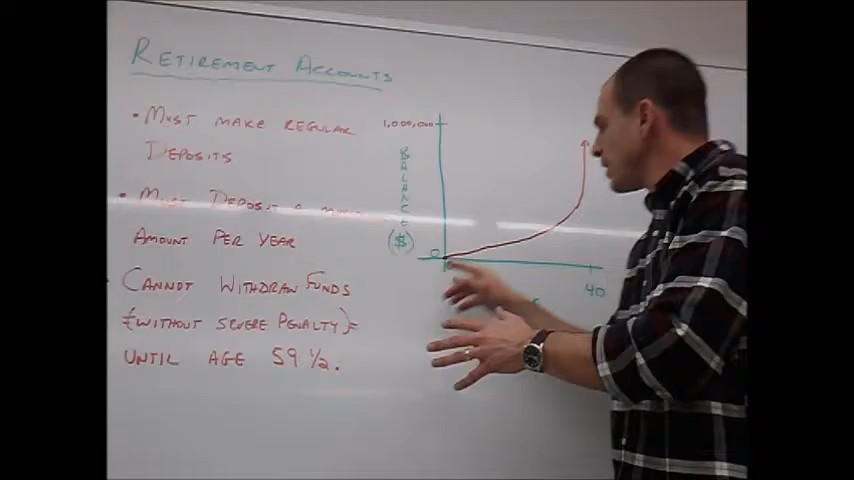 RETIREMENT ACCOUNTS
• MUST MAKE REGULAR
DEPOSITS
• MUST DEPOSIT A
AMOUNT PER YEAR
CANNOT WITHDRAW FUNDS
(WITHOUT SEVERE PENALTY)
UNTIL AGE 59 ½.
1,000,000
BALANCE
($)
0
40